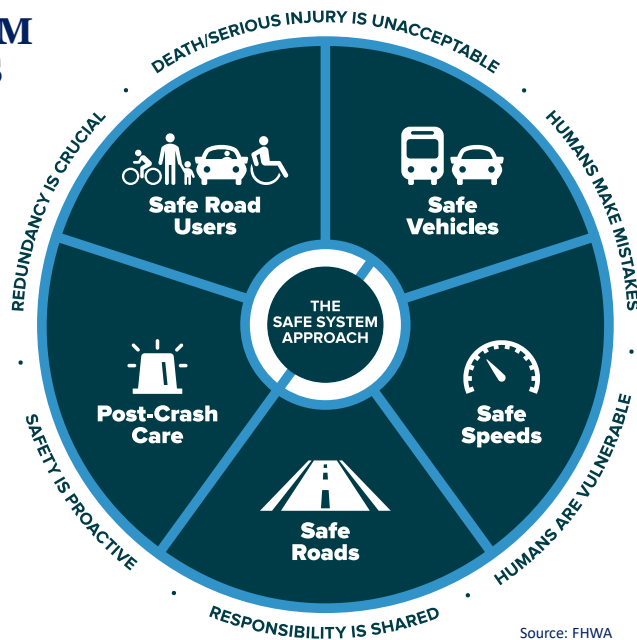 M
S
DEATH/SERIOUS INJURY IS UNACCEPTABLE
HUMANS MAKE MISTAKES
HUMANS ARE VULNERABLE
RESPONSIBILITY IS SHARED
SAFETY IS PROACTIVE
REDUNDANCY IS CRUCIAL
Safe Road
Users
Safe
Vehicles
THE
SAFE SYSTEM
APPROACH
Post-Crash
Care
Safe
Speeds
Safe
Roads
Source: FHWA